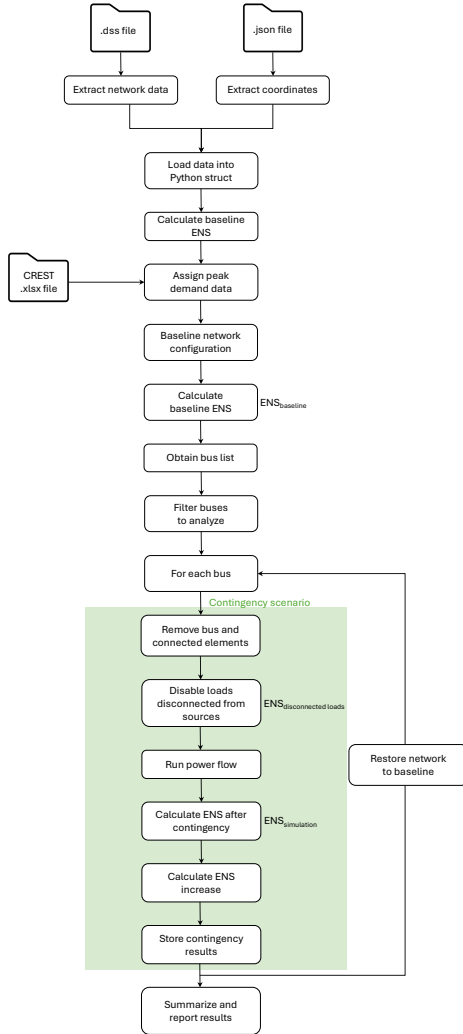 .dss file
.json file
Extract network data
Extract coordinates
Load data into
Python struct
Calculate baseline
ENS
CREST
.xlsx file
Assign peak
demand data
Baseline network
configuration
Calculate
baseline ENS
ENSbaseline
Obtain bus list
Filter buses
to analyze
For each bus
Contingency scenario
Remove bus and
connected elements
Disable loads
disconnected from
sources
ENSdisconnected loads
Run power flow
Restore network
to baseline
Calculate ENS after
contingency
ENSsimulation
Calculate ENS
increase
Store contingency
results
Summarize and
report results